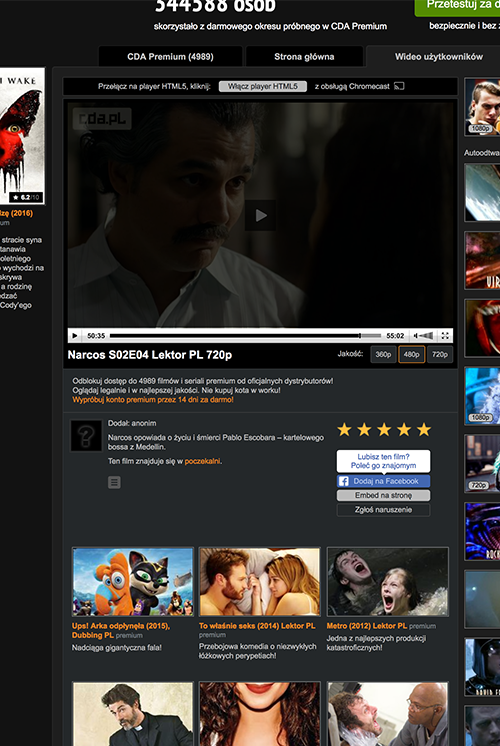 344588 osób
Przetestuj za d
skorzystało z darmowego okresu próbnego w CDA Premium
bezpiecznie i bez z
CDA Premium (4989)
Strona główna
Wideo użytkowników
Przełącz na player HTML5, kliknij:
Włącz player HTML5
z obsługą Chromecast
I WAKE
cda.pl
1080p
Autoodtwa
6.2/10
dzę (2016)
ium
stracie syna
tanawia
oletniego
o wychodzi na
skrywa
a rodzinę
edzać
Cody'ego
50:35
55:02
Narcos S02E04 Lektor PL 720p
Jakość:
360p
480p
720p
Odblokuj dostęp do 4989 filmów i seriali premium od oficjalnych dystrybutorów!
Oglądaj legalnie i w najlepszej jakości. Nie kupuj kota w worku!
Wypróbuj konto premium przez 14 dni za darmo!
1080p
Dodał: anonim
Narcos opowiada o życiu i śmierci Pablo Escobara – kartelowego
bossa z Medellin.
Ten film znajduje się w poczekalni.
Lubisz ten film?
Poleć go znajomym
Dodaj na Facebook
Embed na stronę
Zgłoś naruszenie
720p
Ups! Arka odpłynęła (2015),
Dubbing PL premium
Nadciąga gigantyczna fala!
To właśnie seks (2014) Lektor PL
premium
Przebojowa komedia o niezwykłych
łóżkowych perypetiach!
Metro (2012) Lektor PL premium
Jedna z najlepszych produkcji
katastroficznych!